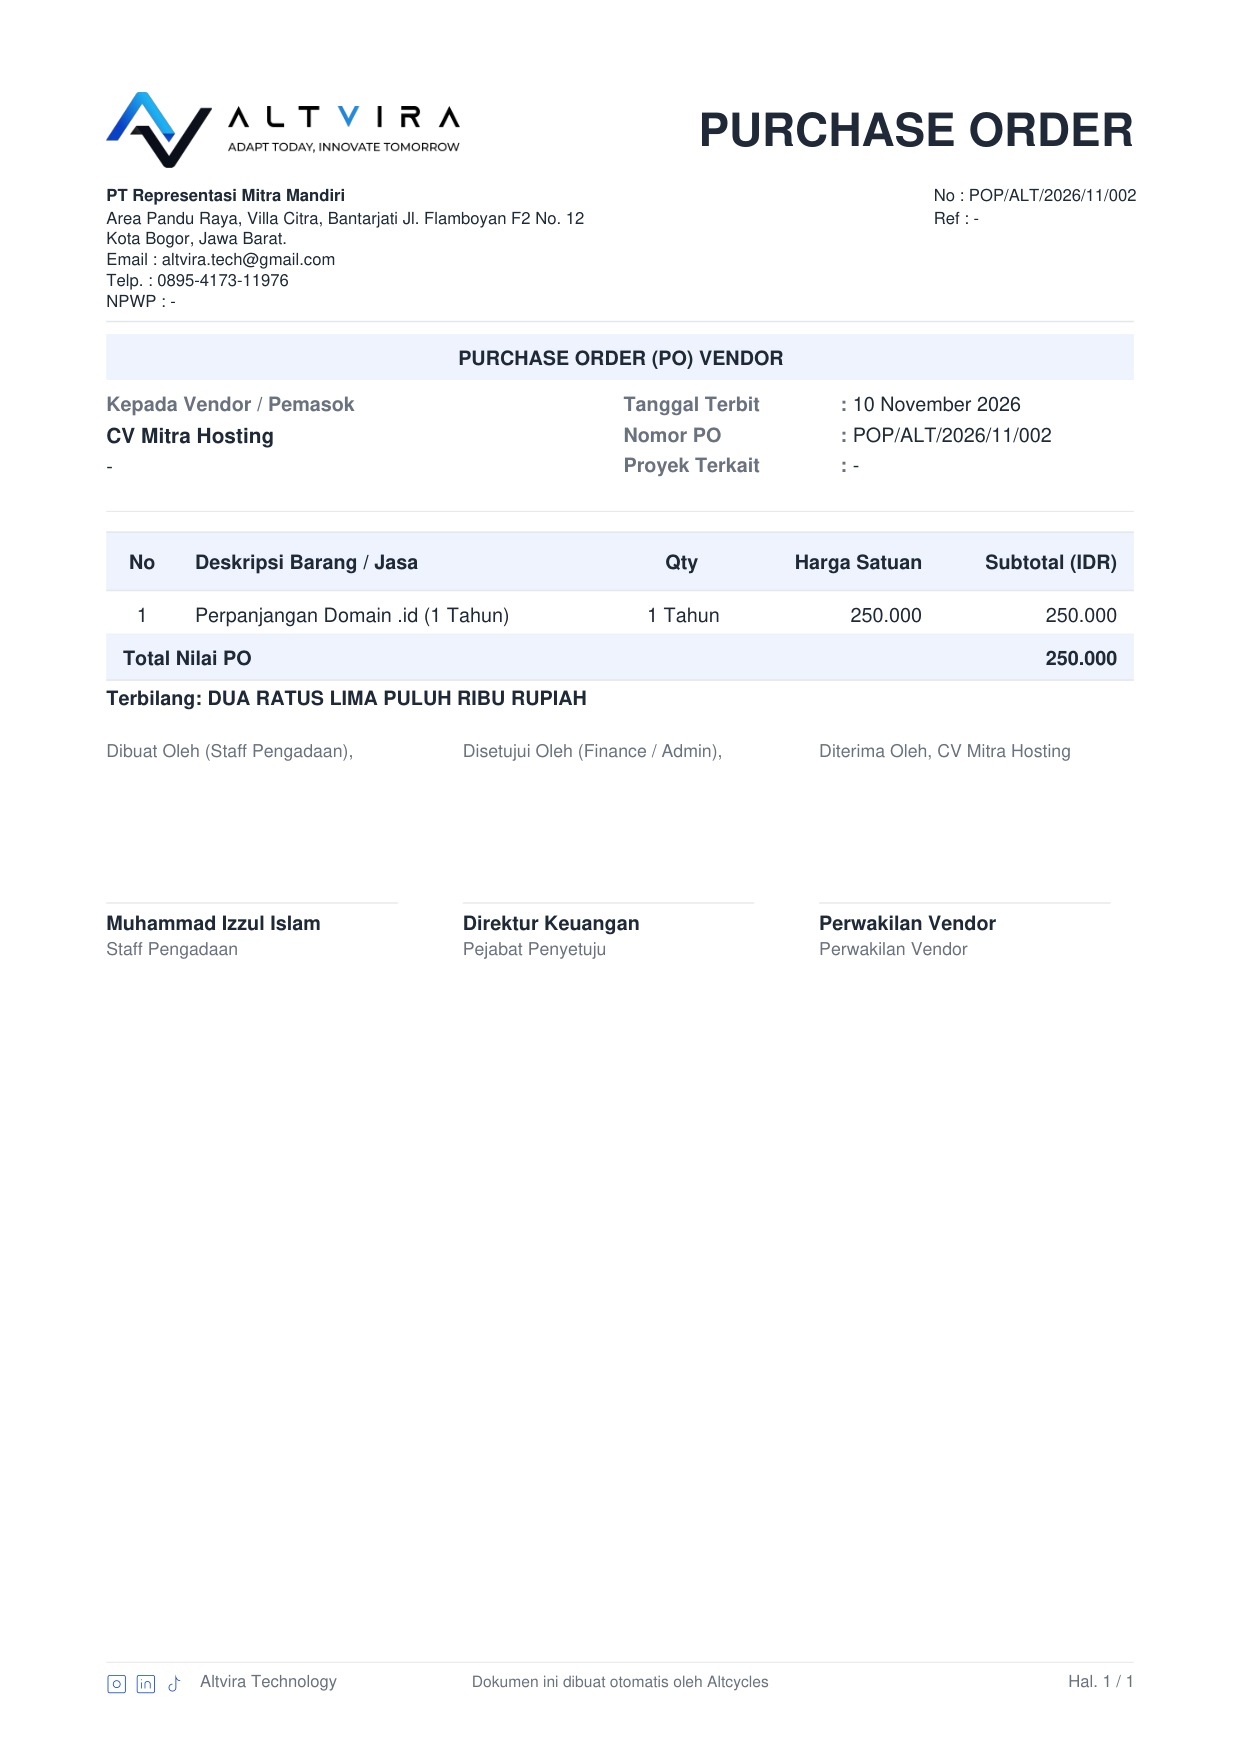 ALTVIRA
ADAPT TODAY, INNOVATE TOMORROW
PURCHASE ORDER
PT Representasi Mitra Mandiri
Area Pandu Raya, Villa Citra, Bantarjati Jl. Flamboyan F2 No. 12
Kota Bogor, Jawa Barat.
Email : altvira.tech@gmail.com
Telp. : 0895-4173-11976
NPWP : -
No : POP/ALT/2026/11/002
Ref : -
PURCHASE ORDER (PO) VENDOR
Kepada Vendor / Pemasok
CV Mitra Hosting
-
Tanggal Terbit : 10 November 2026
Nomor PO : POP/ALT/2026/11/002
Proyek Terkait : -
No Deskripsi Barang / Jasa Qty Harga Satuan Subtotal (IDR)
1 Perpanjangan Domain .id (1 Tahun) 1 Tahun 250.000 250.000
Total Nilai PO 250.000
Terbilang: DUA RATUS LIMA PULUH RIBU RUPIAH
Dibuat Oleh (Staff Pengadaan), Disetujui Oleh (Finance / Admin), Diterima Oleh, CV Mitra Hosting
Muhammad Izzul Islam Direktur Keuangan Perwakilan Vendor
Staff Pengadaan Pejabat Penyetuju Perwakilan Vendor
Altvira Technology Dokumen ini dibuat otomatis oleh Altcycles Hal. 1 / 1